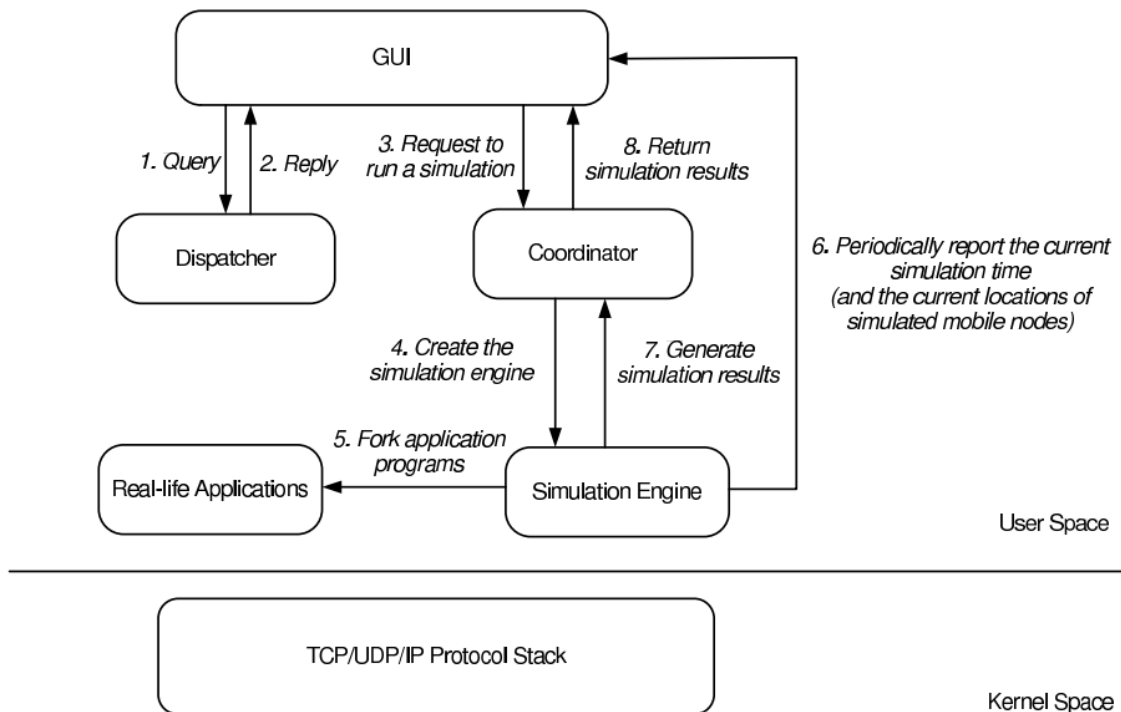 GUI
1. Query
2. Reply
3. Request to
run a simulation
8. Return
simulation results
Dispatcher
Coordinator
6. Periodically report the current
simulation time
(and the current locations of
simulated mobile nodes)
4. Create the
simulation engine
7. Generate
simulation results
5. Fork application
programs
Real-life Applications
Simulation Engine
User Space
TCP/UDP/IP Protocol Stack
Kernel Space